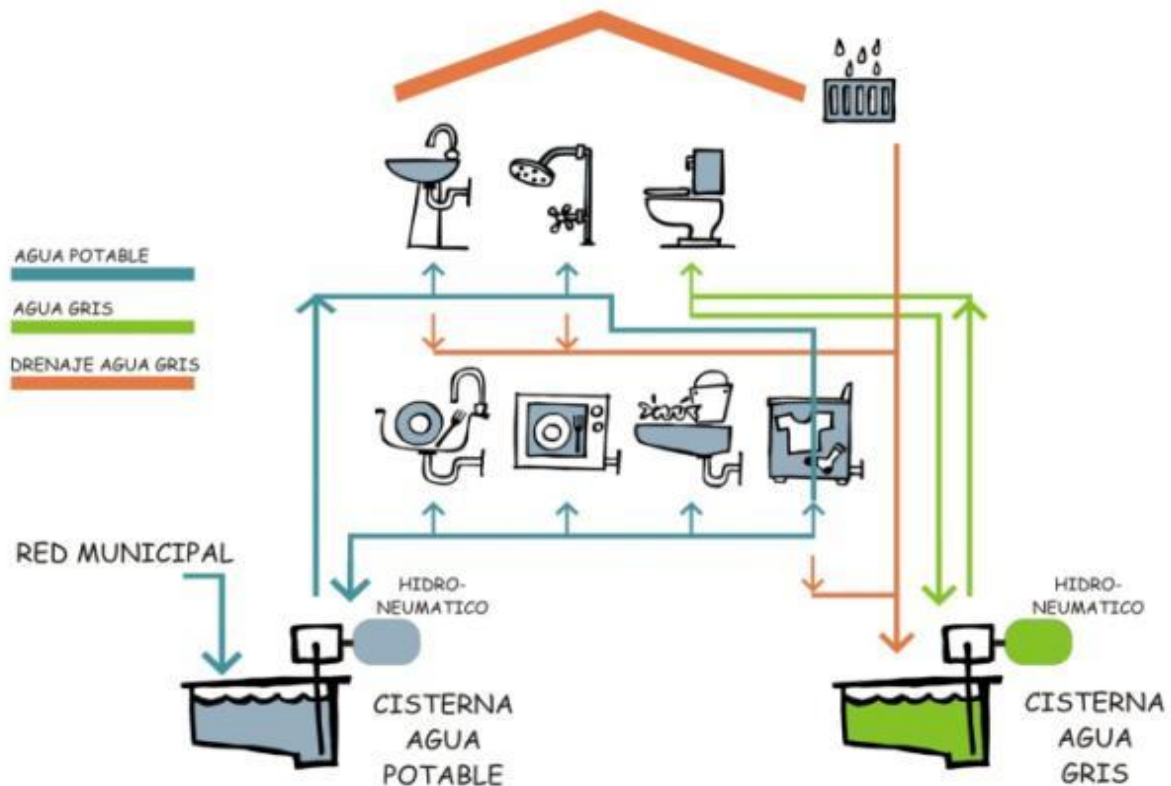 AGUA POTABLE
AGUA GRIS
DRENAJE AGUA GRIS
RED MUNICIPAL
HIDRO-
NEUMATICO
CISTERNA
AGUA
POTABLE
HIDRO-
NEUMATICO
CISTERNA
AGUA
GRIS